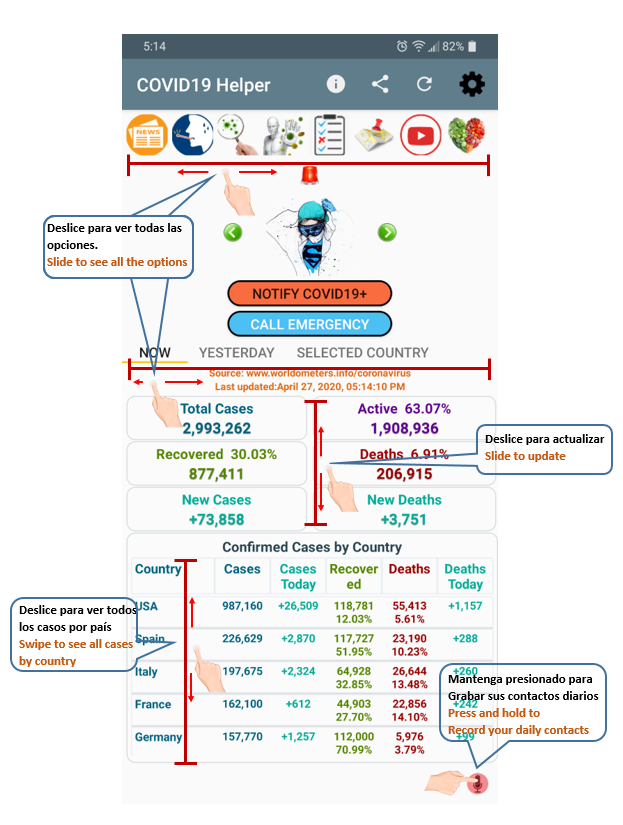 5:14
82%
COVID19 Helper
NEWS
Deslice para ver todas las
opciones.
Slide to see all the options
NOTIFY COVID19+
CALL EMERGENCY
NOW YESTERDAY SELECTED COUNTRY
Source: www.worldometers.info/coronavirus
Last updated:April 27, 2020, 05:14:10 PM
Total Cases
2,993,262
Active 63.07%
1,908,936
Recovered 30.03%
877,411
Deaths 6.91%
206,915
Deslice para actualizar
Slide to update
New Cases
+73,858
New Deaths
+3,751
Confirmed Cases by Country
Country Cases Cases Today Recover ed Deaths Deaths Today
USA 987,160 +26,509 118,781 55,413 +1,157
12.03% 5.61%
Spain 226,629 +2,870 117,727 23,190 +288
51.95% 10.23%
Italy 197,675 +2,324 64,928 26,644 +260
32.85% 13.48%
France 162,100 +612 44,903 22,856 +242
27.70% 14.10%
Germany 157,770 +1,257 112,000 5,976 +99
70.99% 3.79%
Deslice para ver todos
los casos por país
Swipe to see all cases
by country
Mantenga presionado para
Grabar sus contactos diarios
Press and hold to
Record your daily contacts